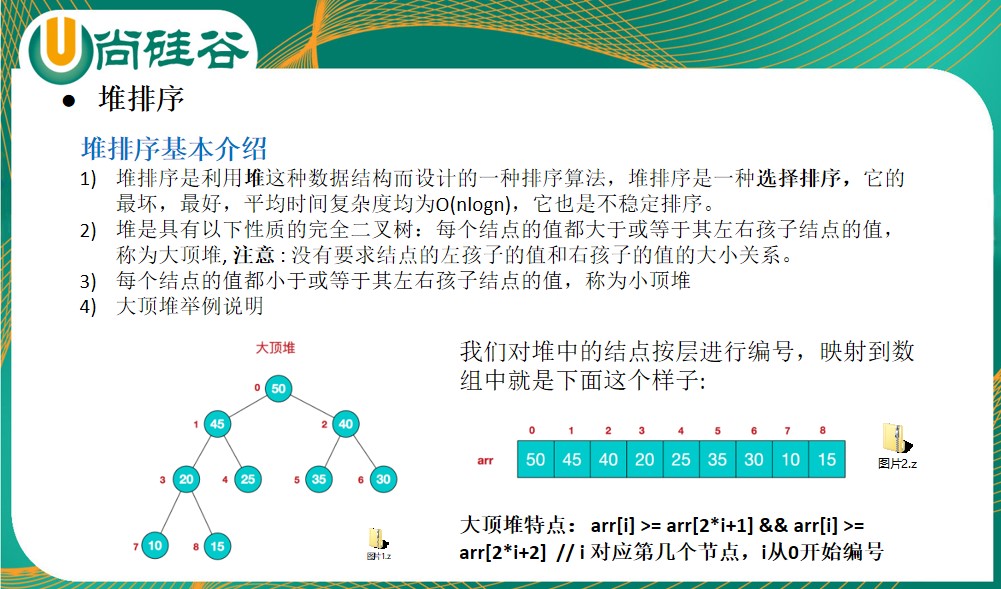 U尚硅谷
● 堆排序
堆排序基本介绍
1) 堆排序是利用堆这种数据结构而设计的一种排序算法，堆排序是一种选择排序，它的
最坏，最好，平均时间复杂度均为O(nlogn)，它也是不稳定排序。
2) 堆是具有以下性质的完全二叉树：每个结点的值都大于或等于其左右孩子结点的值，
称为大顶堆, 注意 : 没有要求结点的左孩子的值和右孩子的值的大小关系。
3) 每个结点的值都小于或等于其左右孩子结点的值，称为小顶堆
4) 大顶堆举例说明
大顶堆
0 50
1 45 2 40
3 20 4 25 5 35 6 30
7 10 8 15
图片1.z
我们对堆中的结点按层进行编号，映射到数
组中就是下面这个样子:
0 1 2 3 4 5 6 7 8
arr 50 45 40 20 25 35 30 10 15
图片2.z
大顶堆特点：arr[i] >= arr[2*i+1] && arr[i] >=
arr[2*i+2] // i 对应第几个节点，i从0开始编号